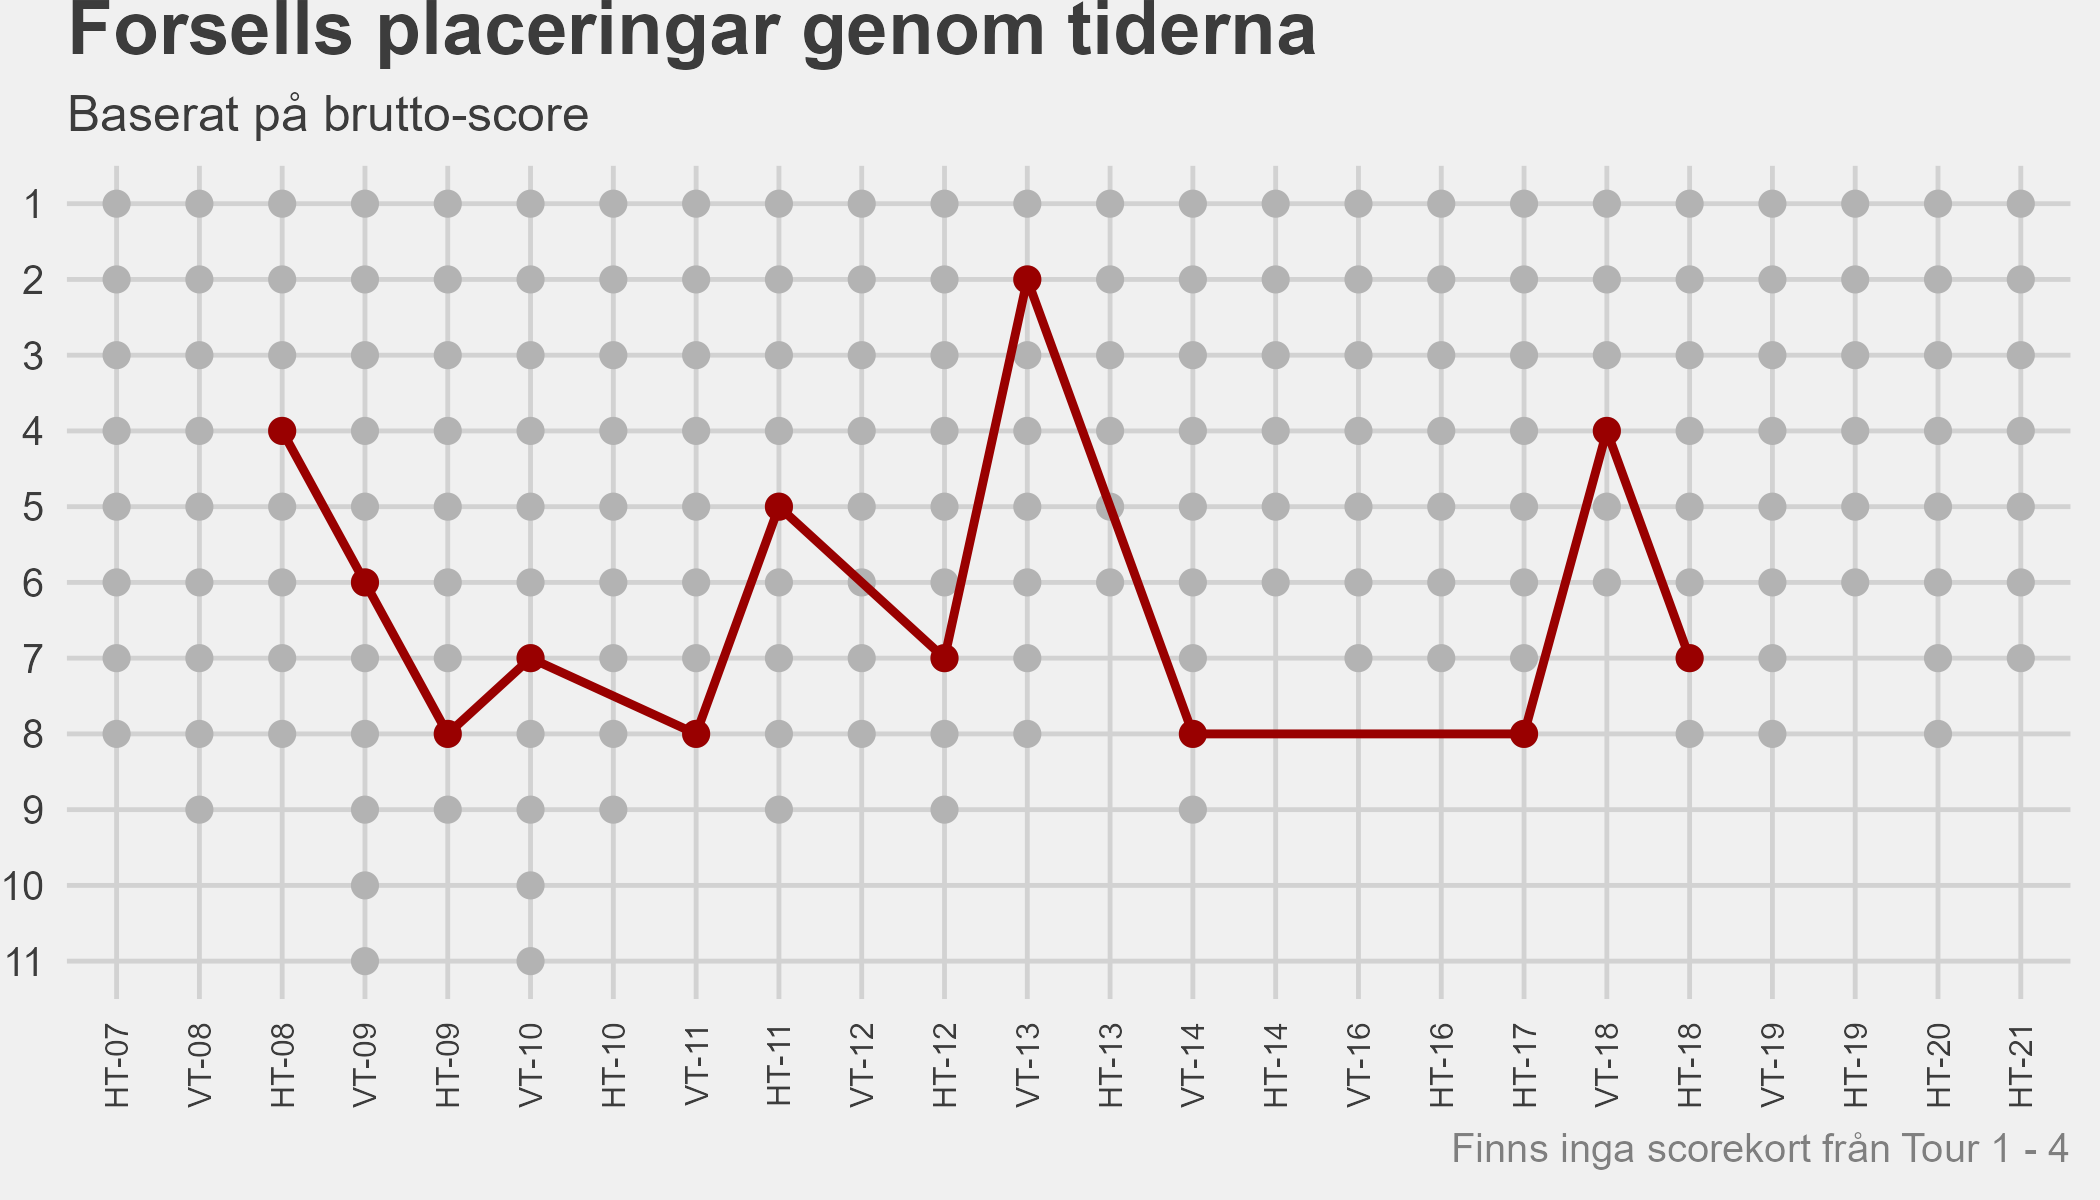 Forsells placeringar genom tiderna
Baserat på brutto-score
1
2
3
4
5
6
7
8
9
10
11
HT-07
VT-08
HT-08
VT-09
HT-09
VT-10
HT-10
VT-11
HT-11
VT-12
HT-12
VT-13
HT-13
VT-14
HT-14
VT-16
HT-16
HT-17
VT-18
HT-18
VT-19
HT-19
HT-20
HT-21
Finns inga scorekort från Tour 1 - 4